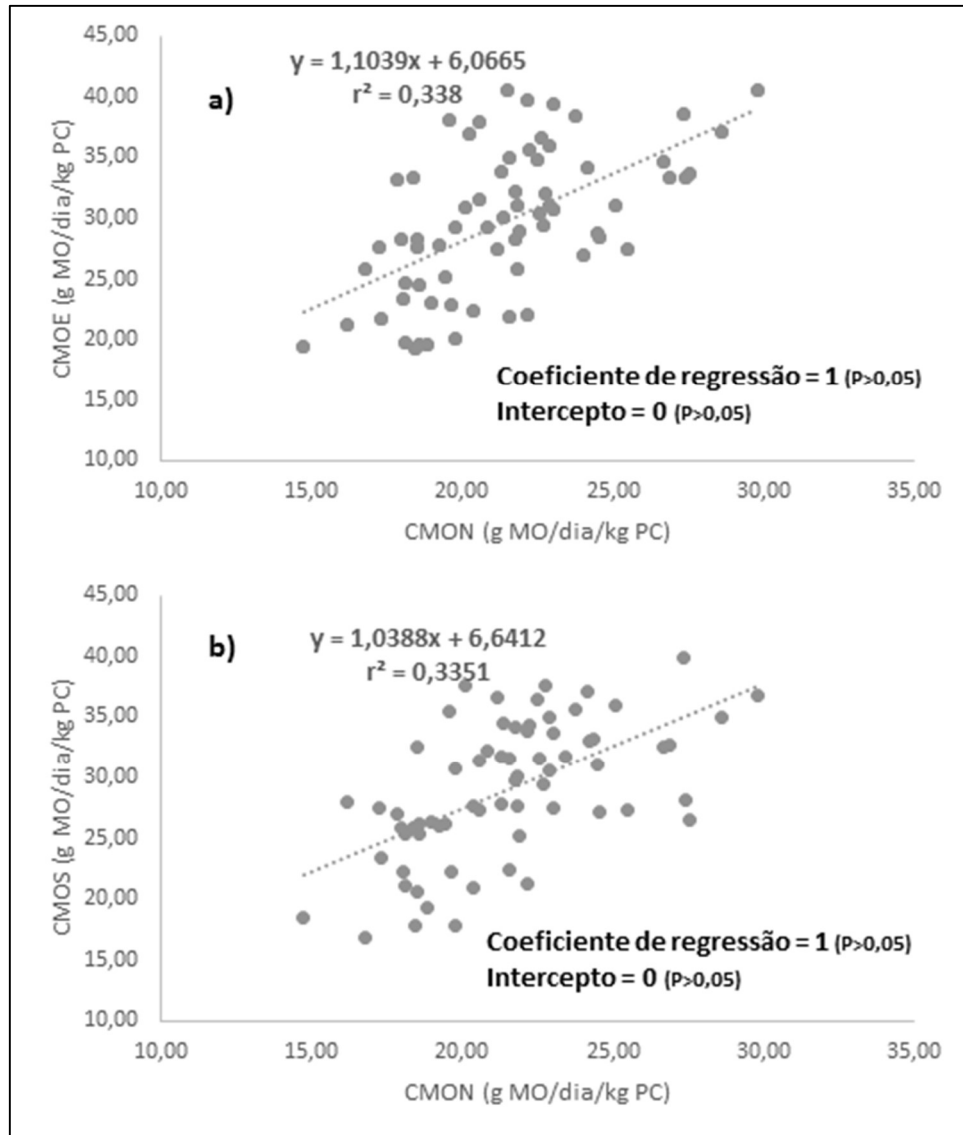 45,00
40,00
35,00
30,00
25,00
20,00
15,00
10,00
CMOE (g MO/dia/kg PC)
a)
y = 1,1039x + 6,0665
r² = 0,338
Coeficiente de regressão = 1 (P>0,05)
Intercepto = 0 (P>0,05)
10,00 15,00 20,00 25,00 30,00 35,00
CMON (g MO/dia/kg PC)
45,00
40,00
35,00
30,00
25,00
20,00
15,00
10,00
CMOS (g MO/dia/kg PC)
b)
y = 1,0388x + 6,6412
r² = 0,3351
Coeficiente de regressão = 1 (P>0,05)
Intercepto = 0 (P>0,05)
10,00 15,00 20,00 25,00 30,00 35,00
CMON (g MO/dia/kg PC)